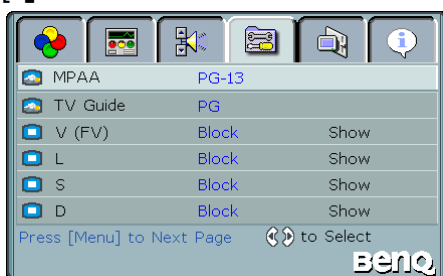 MPAA PG-13
TV Guide PG
V (FV) Block Show
L Block Show
S Block Show
D Block Show
Press [Menu] to Next Page to Select
BenQ